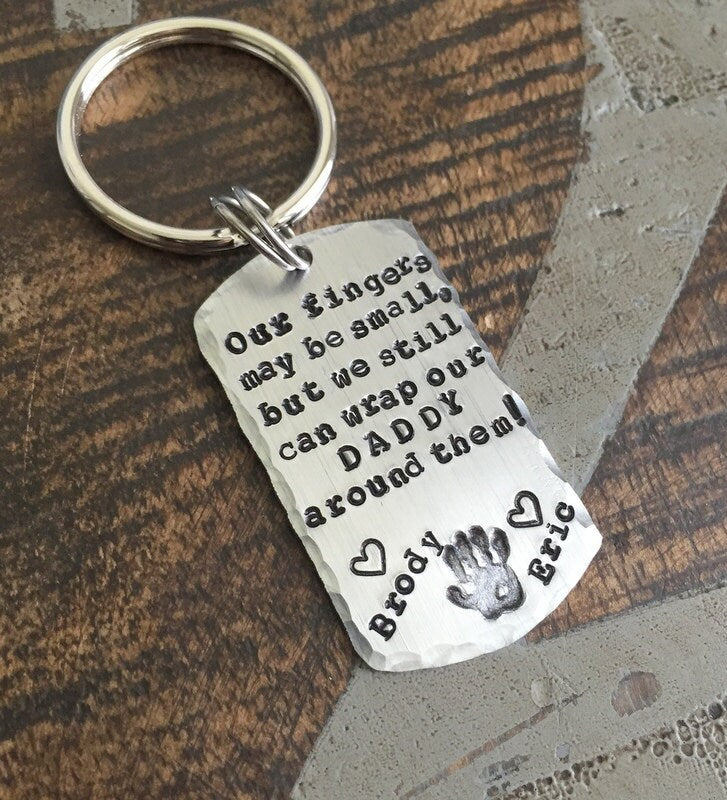 Our fingers
may be small,
but we still
can wrap our
DADDY
around them!
Brody
Eric